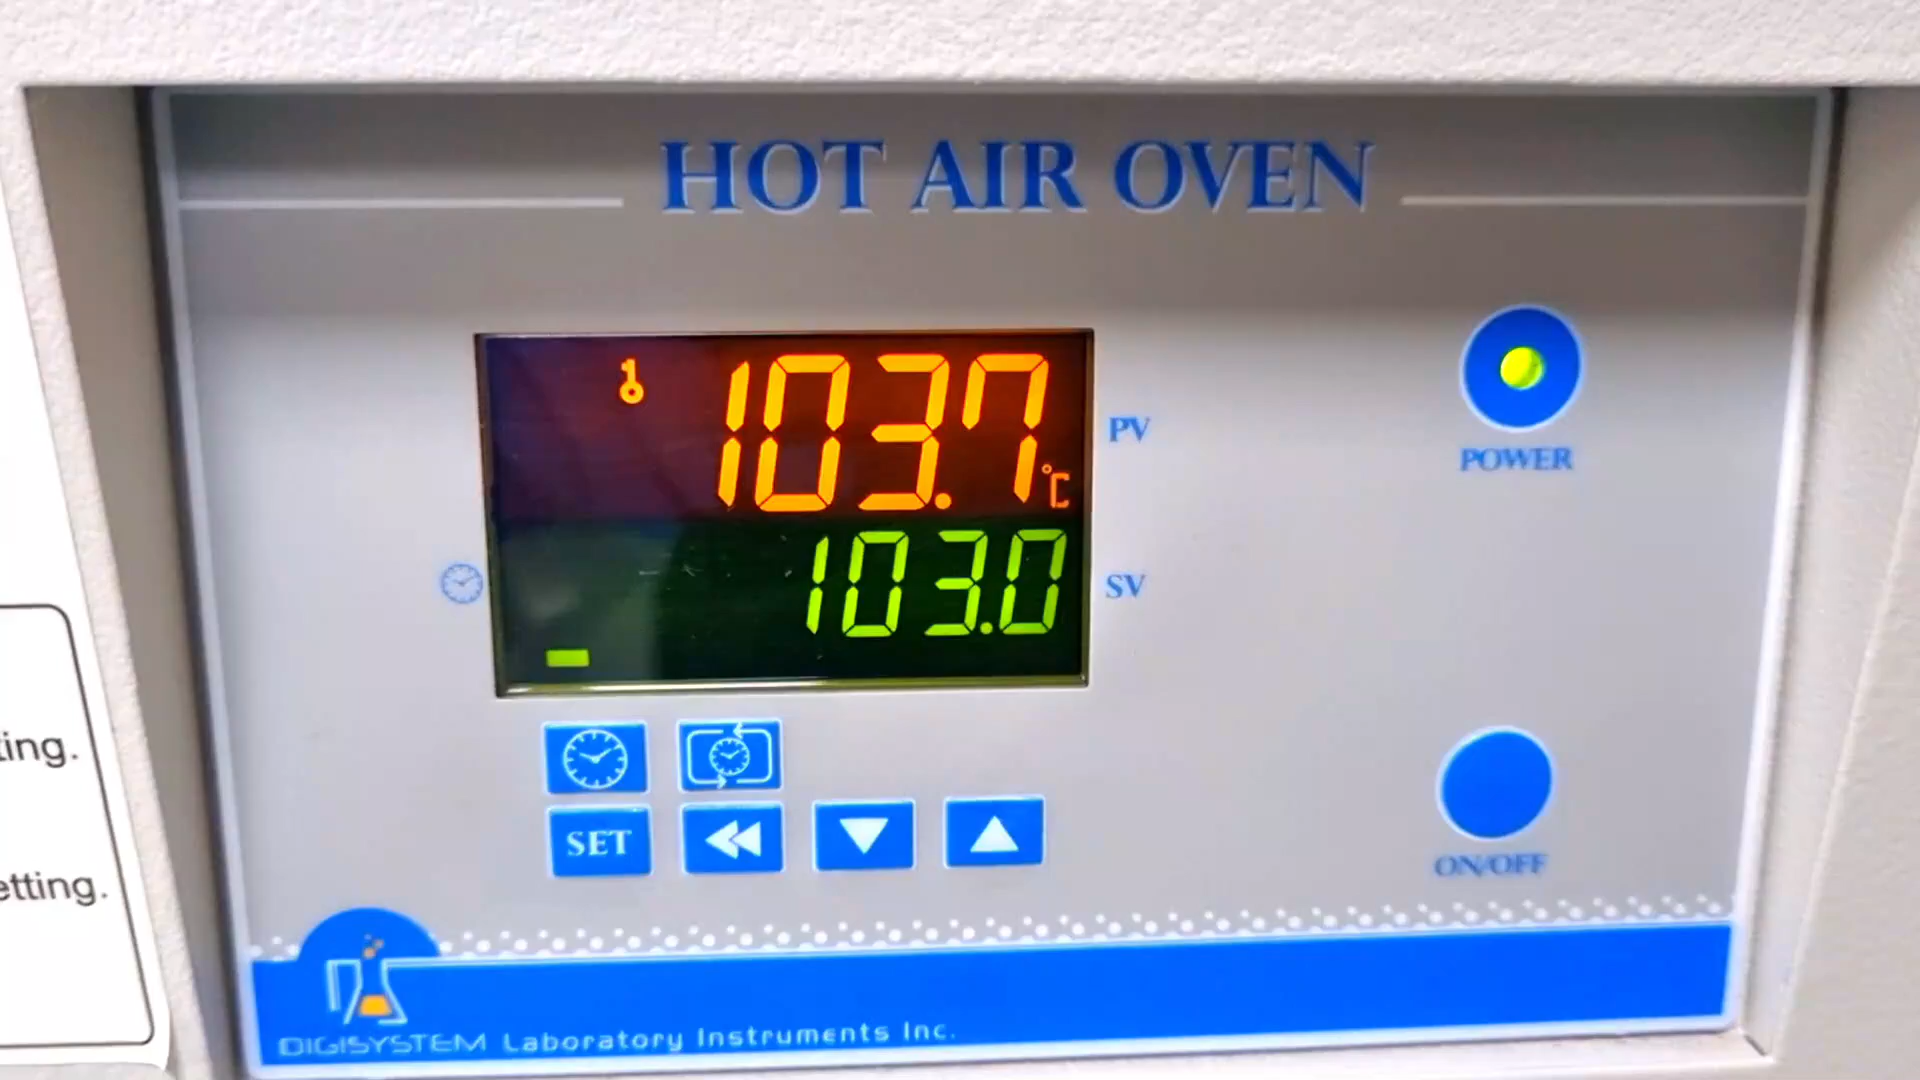 HOT AIR OVEN
103.7 °C
PV
103.0
SV
POWER
SET
ON/OFF
ting.
etting.
DIGISYSTEM Laboratory Instruments Inc.